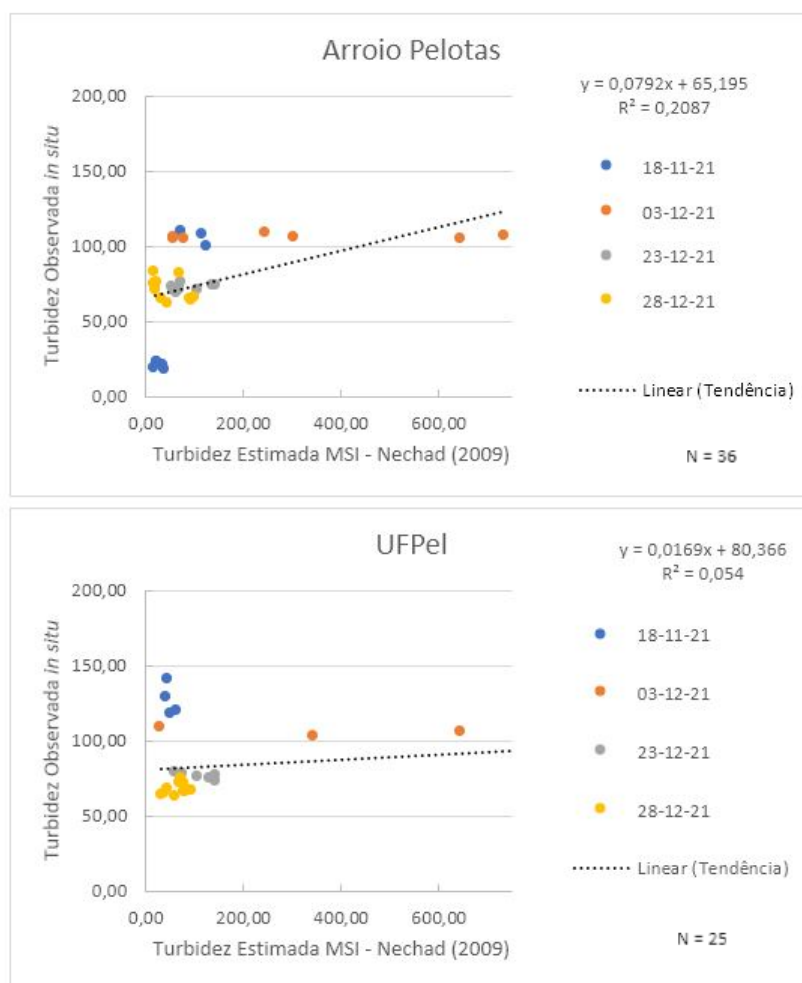 Arroio Pelotas
y = 0,0792x + 65,195
R² = 0,2087
Turbidez Observada in situ
200,00
150,00
100,00
50,00
0,00
0,00 200,00 400,00 600,00
Turbidez Estimada MSI - Nechad (2009)
18-11-21
03-12-21
23-12-21
28-12-21
Linear (Tendência)
N = 36
UFPel
y = 0,0169x + 80,366
R² = 0,054
Turbidez Observada in situ
200,00
150,00
100,00
50,00
0,00
0,00 200,00 400,00 600,00
Turbidez Estimada MSI - Nechad (2009)
18-11-21
03-12-21
23-12-21
28-12-21
Linear (Tendência)
N = 25